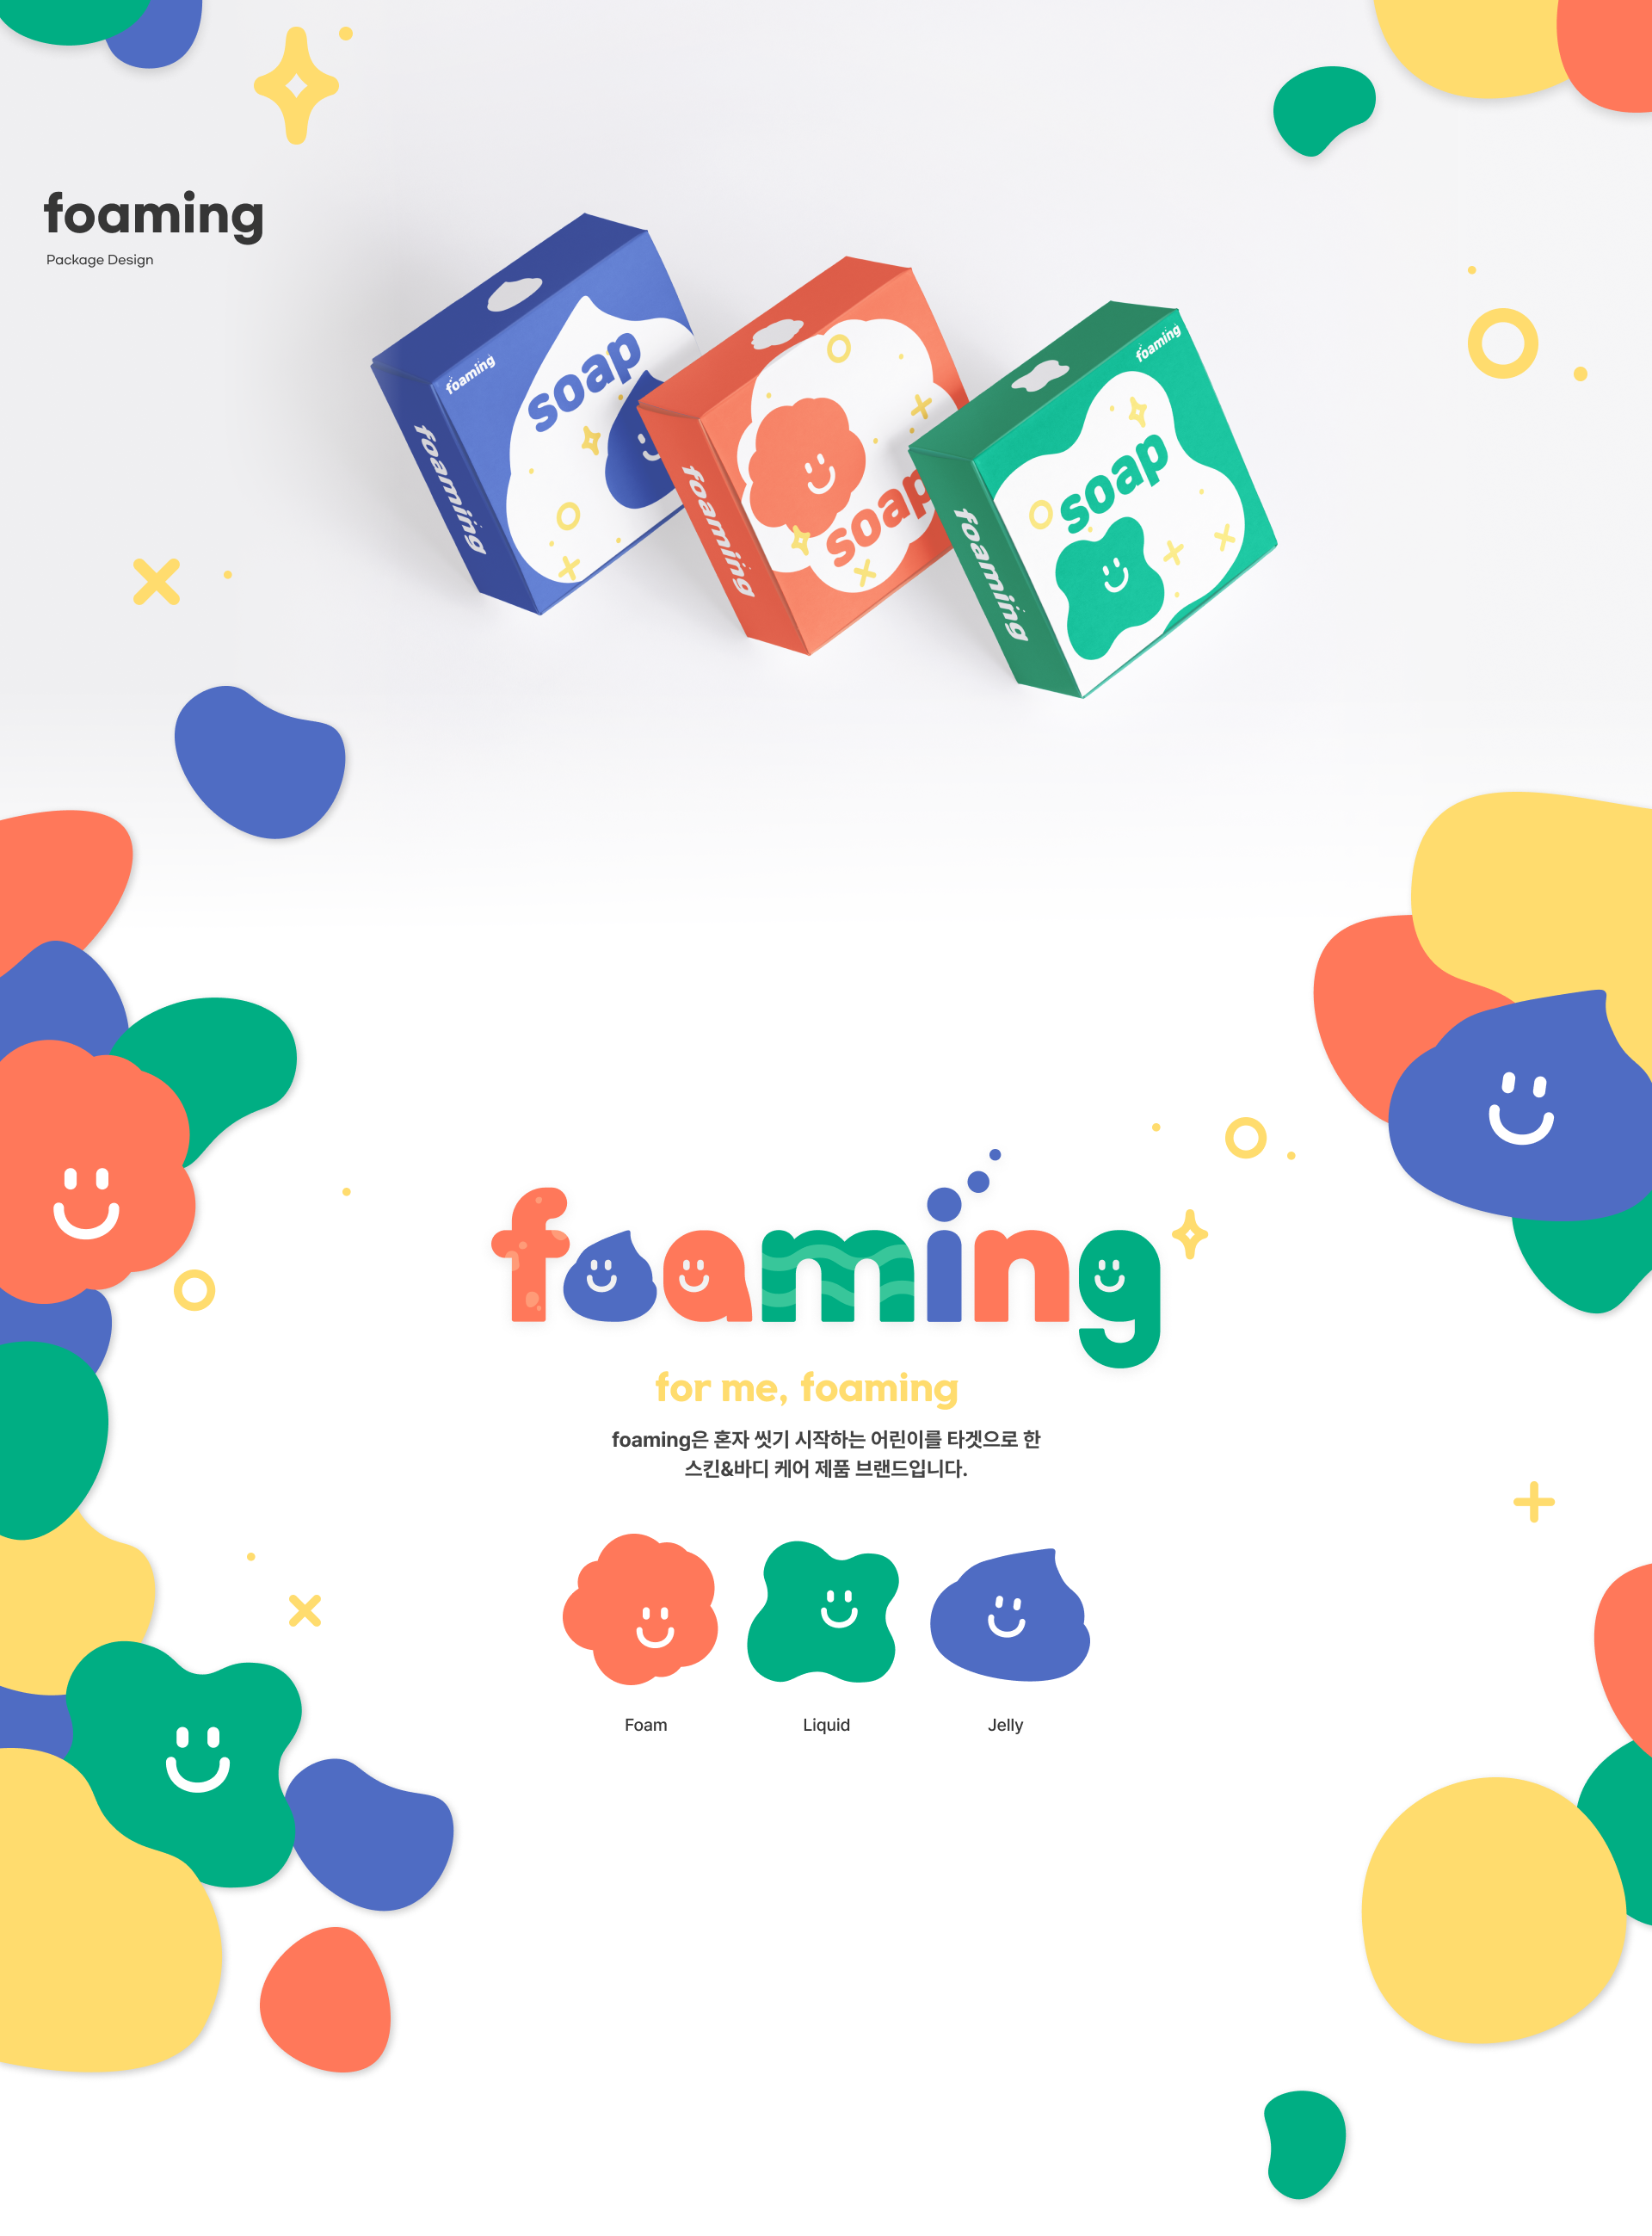 foaming
Package Design
foaming
soap
foaming
foaming
soap
foaming
soap
foaming
foaming
for me, foaming
foaming은 혼자 씻기 시작하는 어린이를 타겟으로 한
스킨&바디 케어 제품 브랜드입니다.
Foam
Liquid
Jelly